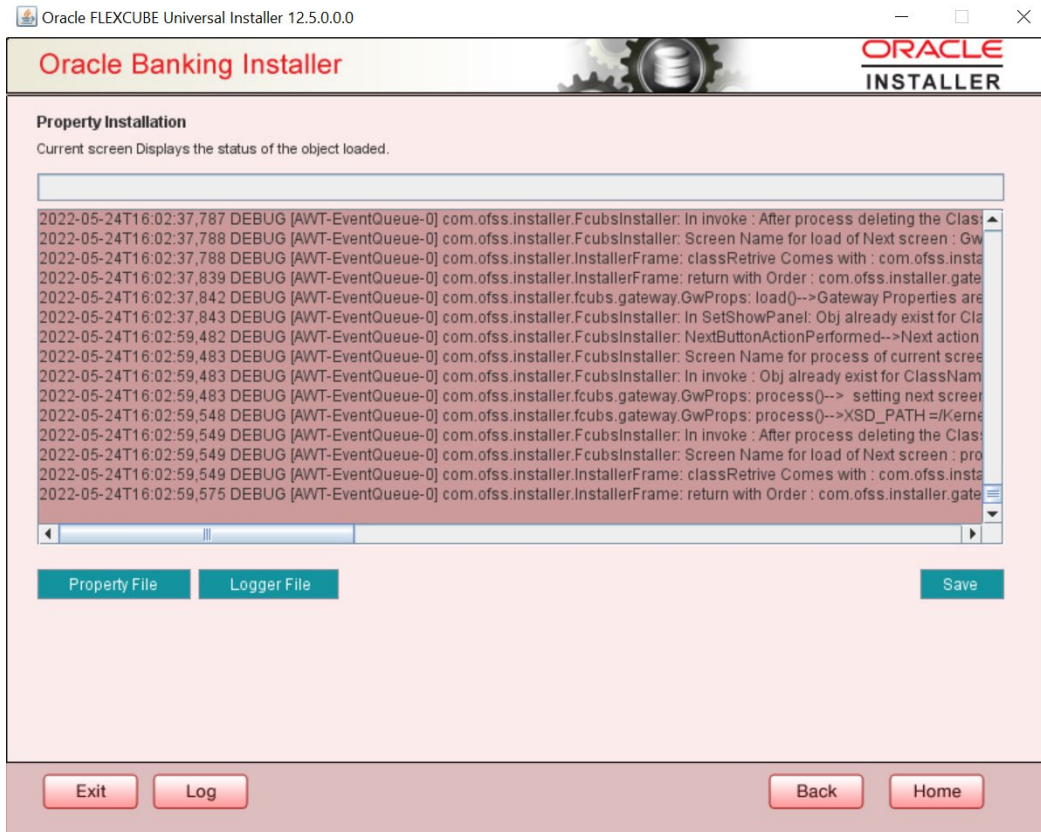 Oracle FLEXCUBE Universal Installer 12.5.0.0.0
Oracle Banking Installer
ORACLE
INSTALLER
Property Installation
Current screen Displays the status of the object loaded.
2022-05-24T16:02:37,787 DEBUG [AWT-EventQueue-0] com.ofss.installer.FcubsInstaller: In invoke : After process deleting the Clas
2022-05-24T16:02:37,788 DEBUG [AWT-EventQueue-0] com.ofss.installer.FcubsInstaller: Screen Name for load of Next screen : Gw
2022-05-24T16:02:37,788 DEBUG [AWT-EventQueue-0] com.ofss.installer.InstallerFrame: classRetrive Comes with : com.ofss.insta
2022-05-24T16:02:37,839 DEBUG [AWT-EventQueue-0] com.ofss.installer.InstallerFrame: return with Order : com.ofss.installer.gate
2022-05-24T16:02:37,842 DEBUG [AWT-EventQueue-0] com.ofss.installer.fcubs.gateway.GwProps: load()-->Gateway Properties are
2022-05-24T16:02:37,843 DEBUG [AWT-EventQueue-0] com.ofss.installer.FcubsInstaller: In SetShowPanel: Obj already exist for Cla
2022-05-24T16:02:59,482 DEBUG [AWT-EventQueue-0] com.ofss.installer.FcubsInstaller: NextButtonActionPerformed-->Next action
2022-05-24T16:02:59,483 DEBUG [AWT-EventQueue-0] com.ofss.installer.FcubsInstaller: Screen Name for process of current scree
2022-05-24T16:02:59,483 DEBUG [AWT-EventQueue-0] com.ofss.installer.FcubsInstaller: In invoke : Obj already exist for ClassNam
2022-05-24T16:02:59,483 DEBUG [AWT-EventQueue-0] com.ofss.installer.fcubs.gateway.GwProps: process()--> setting next screen
2022-05-24T16:02:59,548 DEBUG [AWT-EventQueue-0] com.ofss.installer.fcubs.gateway.GwProps: process()-->XSD_PATH =/Kerne
2022-05-24T16:02:59,549 DEBUG [AWT-EventQueue-0] com.ofss.installer.FcubsInstaller: In invoke : After process deleting the Clas
2022-05-24T16:02:59,549 DEBUG [AWT-EventQueue-0] com.ofss.installer.FcubsInstaller: Screen Name for load of Next screen : pro
2022-05-24T16:02:59,549 DEBUG [AWT-EventQueue-0] com.ofss.installer.InstallerFrame: classRetrive Comes with : com.ofss.insta
2022-05-24T16:02:59,575 DEBUG [AWT-EventQueue-0] com.ofss.installer.InstallerFrame: return with Order : com.ofss.installer.gate
Property File Logger File Save
Exit Log Back Home